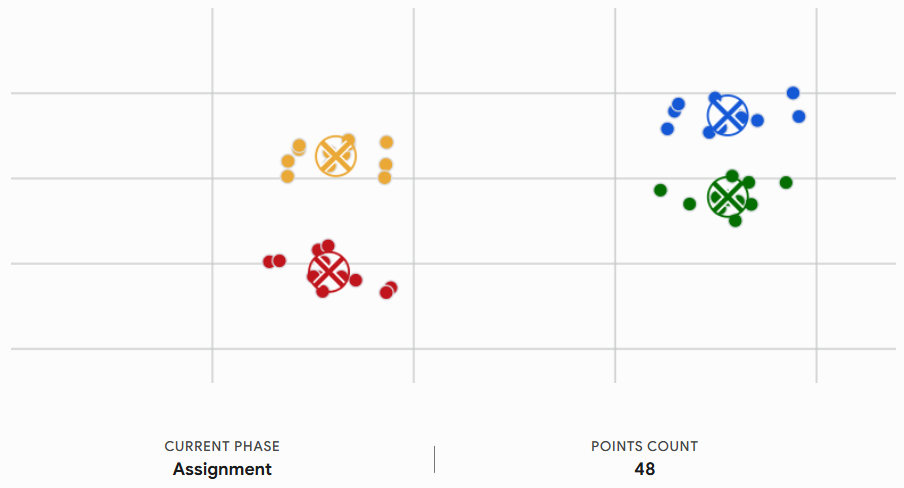 CURRENT PHASE
Assignment
POINTS COUNT
48